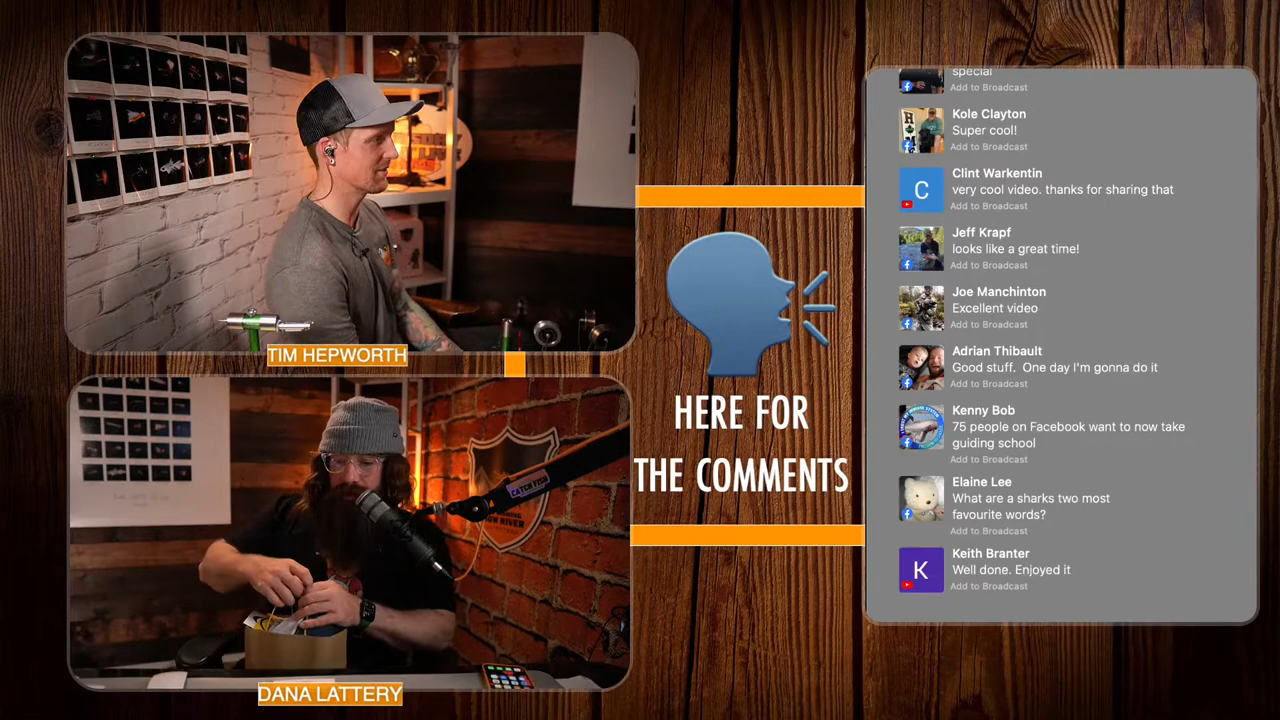 special
Add to Broadcast
Kole Clayton
Super cool!
Add to Broadcast
Clint Warkentin
C
very cool video. thanks for sharing that
Add to Broadcast
Jeff Krapf
looks like a great time!
Add to Broadcast
Joe Manchinton
Excellent video
Add to Broadcast
Adrian Thibault
Good stuff.  One day I'm gonna do it
Add to Broadcast
Kenny Bob
75 people on Facebook want to now take
guiding school
Add to Broadcast
Elaine Lee
What are a sharks two most
favourite words?
Add to Broadcast
Keith Branter
K
Well done. Enjoyed it
Add to Broadcast
HERE FOR
THE COMMENTS
TIM HEPWORTH
CATCH FISH
DANA LATTERY